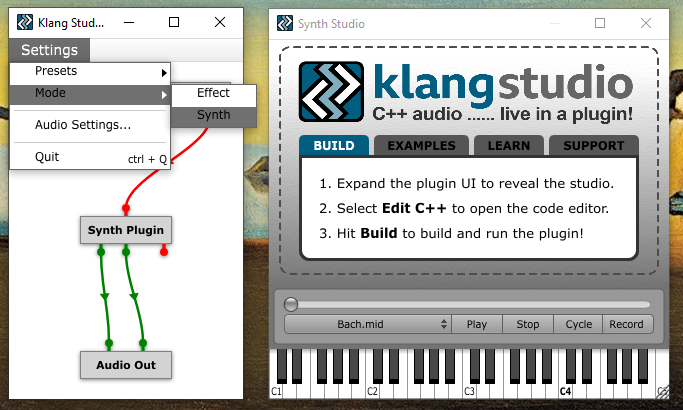 Klang Stud...
Settings
Presets
Mode
Effect
Synth
Audio Settings...
Quit
ctrl + Q
Synth Plugin
Audio Out
Synth Studio
klangstudio
C++ audio ...... live in a plugin!
BUILD
EXAMPLES
LEARN
SUPPORT
1. Expand the plugin UI to reveal the studio.
2. Select Edit C++ to open the code editor.
3. Hit Build to build and run the plugin!
Bach.mid
Play
Stop
Cycle
Record
C1
C2
C3
C4
C5